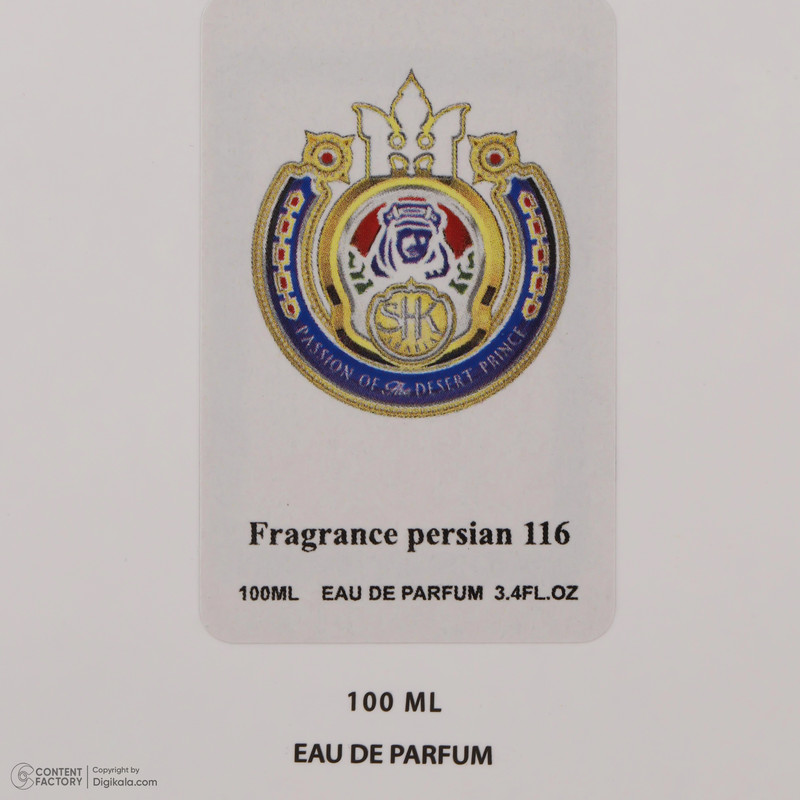 SHK
PASSION OF The DESERT PRINCE
Fragrance persian 116
100ML EAU DE PARFUM 3.4FL.OZ
100 ML
EAU DE PARFUM
CONTENT FACTORY
Copyright by
Digikala.com